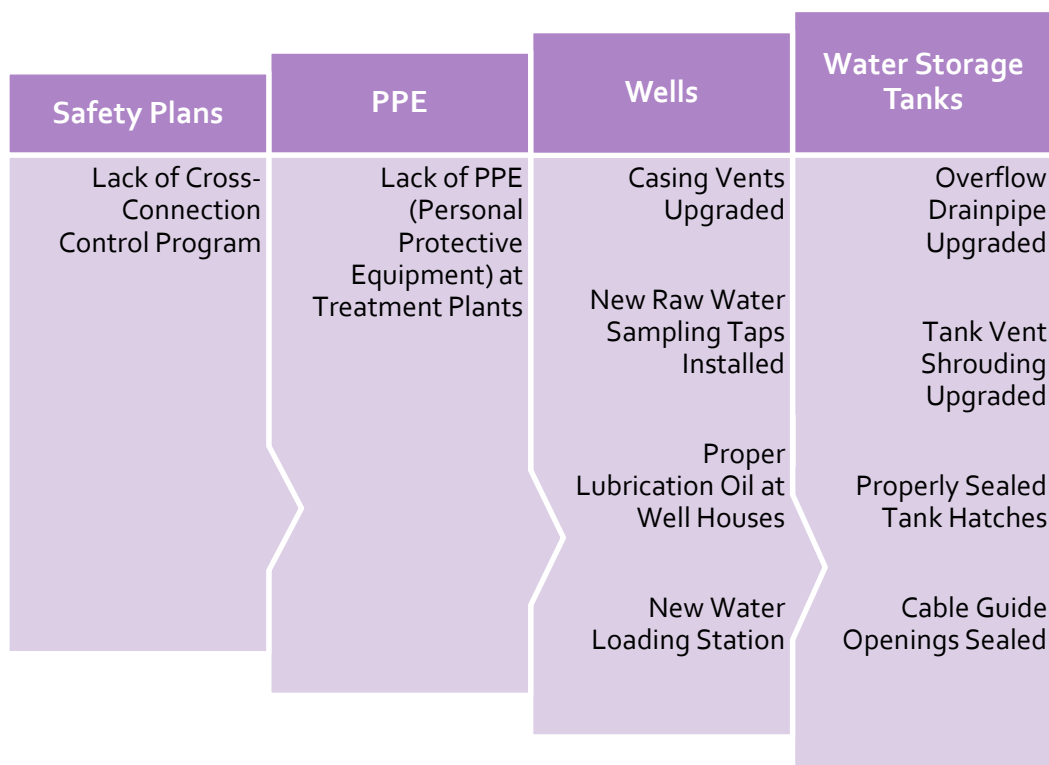 Safety Plans
Lack of Cross-
Connection
Control Program
PPE
Lack of PPE
(Personal
Protective
Equipment) at
Treatment Plants
Wells
Casing Vents
Upgraded
New Raw Water
Sampling Taps
Installed
Proper
Lubrication Oil at
Well Houses
New Water
Loading Station
Water Storage
Tanks
Overflow
Drainpipe
Upgraded
Tank Vent
Shrouding
Upgraded
Properly Sealed
Tank Hatches
Cable Guide
Openings Sealed